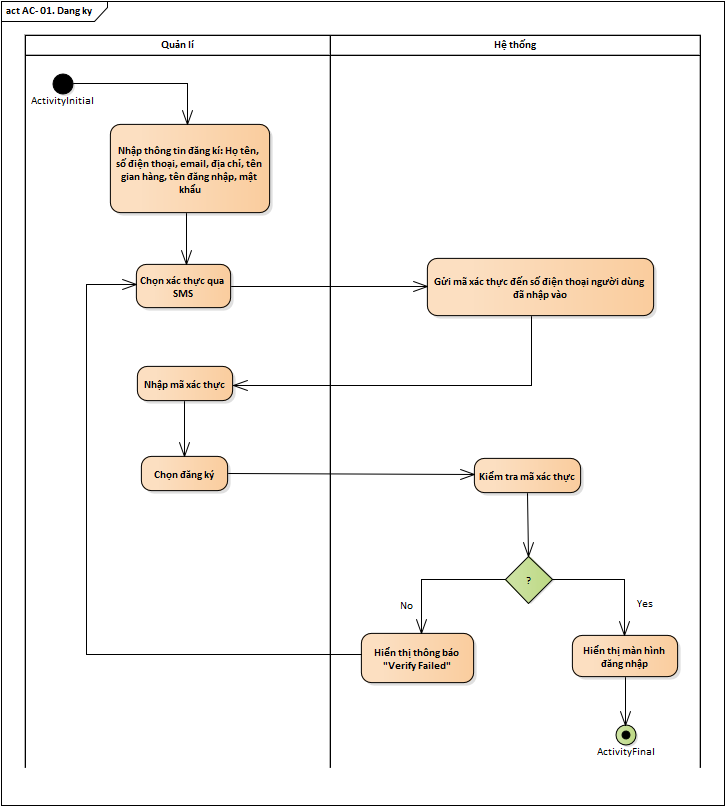 act AC- 01. Dang ky
Quản lí
Hệ thống
ActivityInitial
Nhập thông tin đăng kí: Họ tên,
số điện thoại, email, địa chỉ, tên
gian hàng, tên đăng nhập, mật
khẩu
Chọn xác thực qua
SMS
Gửi mã xác thực đến số điện thoại người dùng
đã nhập vào
Nhập mã xác thực
Chọn đăng ký
Kiểm tra mã xác thực
?
No
Yes
Hiển thị thông báo
"Verify Failed"
Hiển thị màn hình
đăng nhập
ActivityFinal